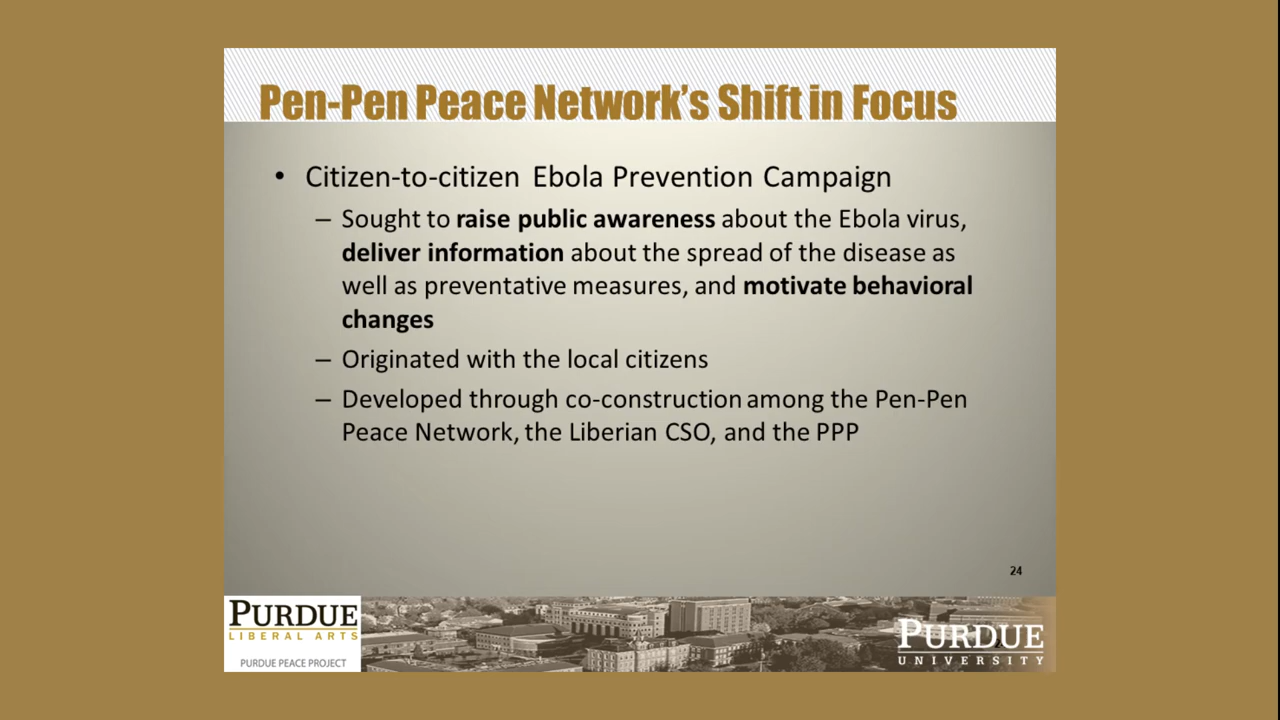 Pen-Pen Peace Network's Shift in Focus
• Citizen-to-citizen Ebola Prevention Campaign
– Sought to raise public awareness about the Ebola virus,
deliver information about the spread of the disease as
well as preventative measures, and motivate behavioral
changes
– Originated with the local citizens
– Developed through co-construction among the Pen-Pen
Peace Network, the Liberian CSO, and the PPP
24
PURDUE
LIBERAL ARTS
PURDUE PEACE PROJECT
PURDUE
UNIVERSITY